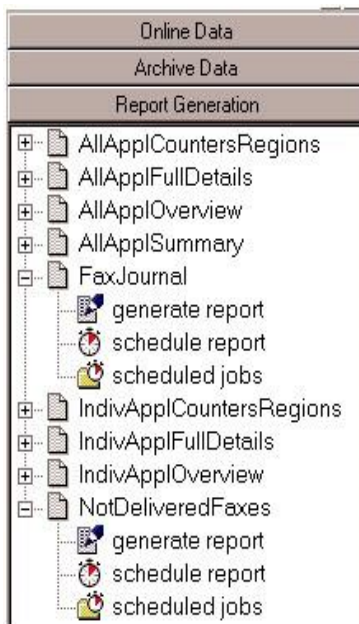 Online Data
Archive Data
Report Generation
AllApplCountersRegions
AllApplFullDetails
AllApplOverview
AllApplSummary
FaxJournal
generate report
schedule report
scheduled jobs
IndivApplCountersRegions
IndivApplFullDetails
IndivApplOverview
NotDeliveredFaxes
generate report
schedule report
scheduled jobs